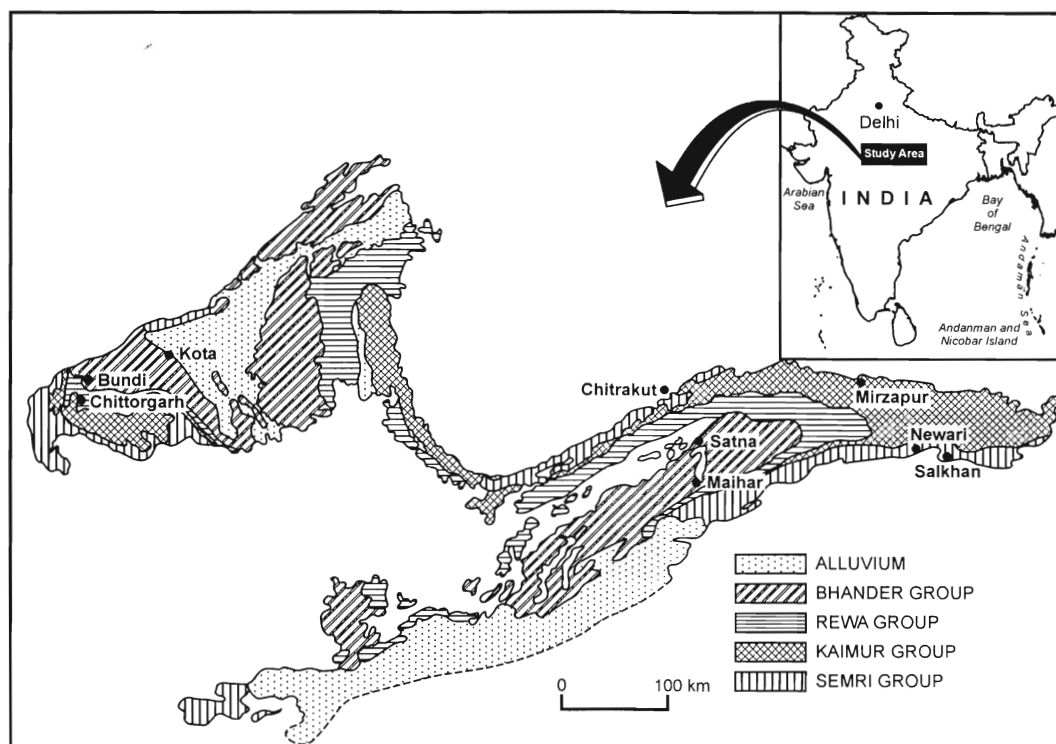 Delhi
Study Area
Arabian
Sea
INDIA
Bay
of
Bengal
Andaman Sea
Andanman and
Nicobar Island
Kota
Bundi
Chittorgarh
Chitrakut
Mirzapur
Newari
Satna
Salkhan
Maihar
ALLUVIUM
BHANDER GROUP
REWA GROUP
KAIMUR GROUP
SEMRI GROUP
0 100 km